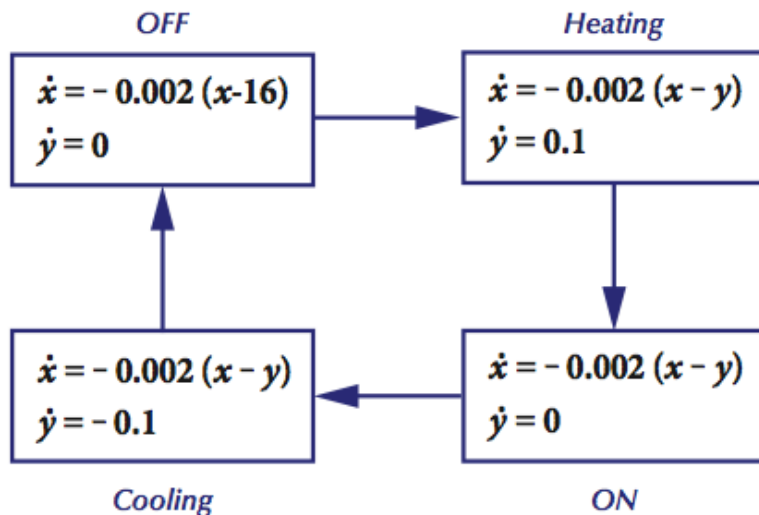 OFF
Heating
ẋ = – 0.002 (x-16)
ẏ = 0
ẋ = – 0.002 (x – y)
ẏ = 0.1
ẋ = – 0.002 (x – y)
ẏ = – 0.1
ẋ = – 0.002 (x – y)
ẏ = 0
Cooling
ON